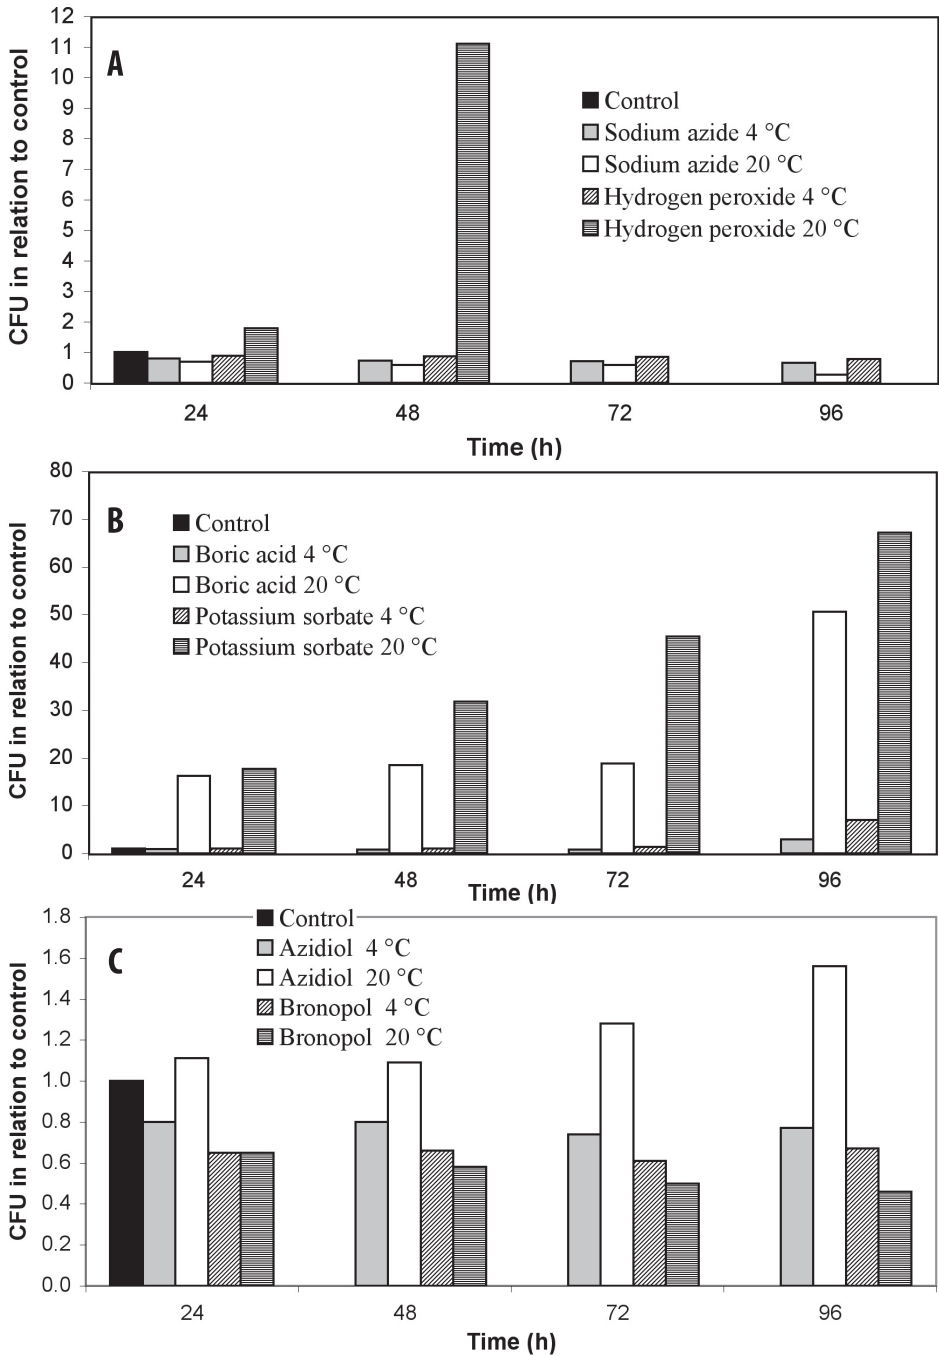 A
CFU in relation to control
12
11
10
9
8
7
6
5
4
3
2
1
0
Control
Sodium azide 4 °C
Sodium azide 20 °C
Hydrogen peroxide 4 °C
Hydrogen peroxide 20 °C
24 48 72 96
Time (h)
B
CFU in relation to control
80
70
60
50
40
30
20
10
0
Control
Boric acid 4 °C
Boric acid 20 °C
Potassium sorbate 4 °C
Potassium sorbate 20 °C
24 48 72 96
Time (h)
C
CFU in relation to control
1.8
1.6
1.4
1.2
1.0
0.8
0.6
0.4
0.2
0.0
Control
Azidiol 4 °C
Azidiol 20 °C
Bronopol 4 °C
Bronopol 20 °C
24 48 72 96
Time (h)